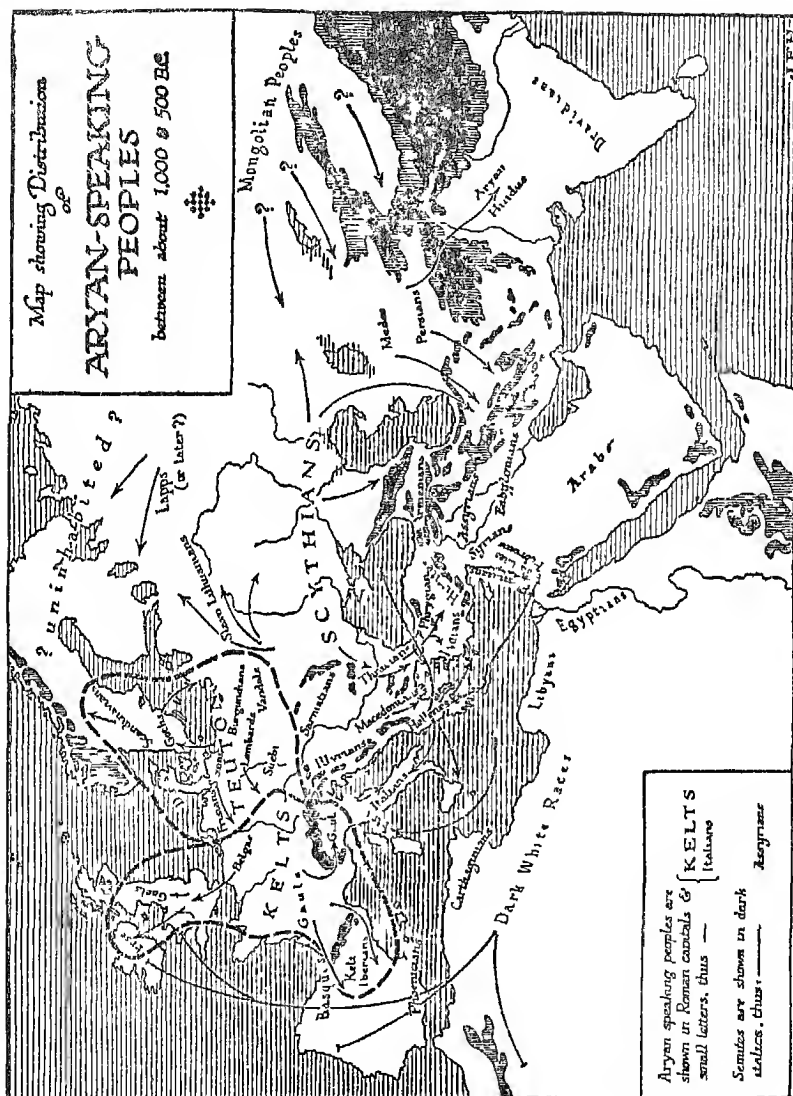 Map showing Distribution
of
ARYAN-SPEAKING
PEOPLES
between about 1,000 & 500 B.C.
? uninhabited ?
Lapps
(or later?)
Mongolian Peoples
?
?
?
Scandinavians
Goths
TEUTONS
Burgundians
Lombards
Vandals
Suebi
Slavo Lithuanians
SCYTHIANS
Sarmatians
Gaels
Belgae
KELTS
Gauls
Gaul
Basques
Kelt
Iberians
Phoenicians
Italians
Illyrians
Macedonians
Hellenes
Thracians
Phrygians
Armenians
Medes
Persians
Aryan
Hindus
Dravidians
Assyrians
Babylonians
Syrians
Arabs
Egyptians
Libyans
Carthaginians
Dark White Races
Aryan speaking peoples are
shown in Roman capitals &
small letters, thus —
KELTS
Italians
Semites are shown in dark
italics, thus: —
Assyrians